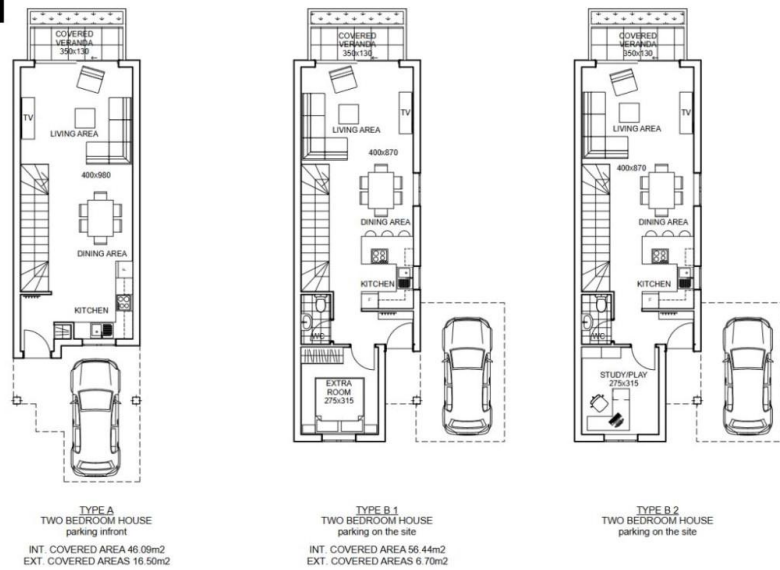 COVERED
VERANDA
350x130
TV
LIVING AREA
400x980
DINING AREA
KITCHEN
TYPE A
TWO BEDROOM HOUSE
parking infront
INT. COVERED AREA 46.09m2
EXT. COVERED AREAS 16.50m2
COVERED
VERANDA
350x130
TV
LIVING AREA
400x870
DINING AREA
KITCHEN
WC
EXTRA
ROOM
275x315
TYPE B 1
TWO BEDROOM HOUSE
parking on the site
INT. COVERED AREA 56.44m2
EXT. COVERED AREAS 6.70m2
COVERED
VERANDA
350x130
TV
LIVING AREA
400x870
DINING AREA
KITCHEN
WC
STUDY/PLAY
275x315
TYPE B 2
TWO BEDROOM HOUSE
parking on the site